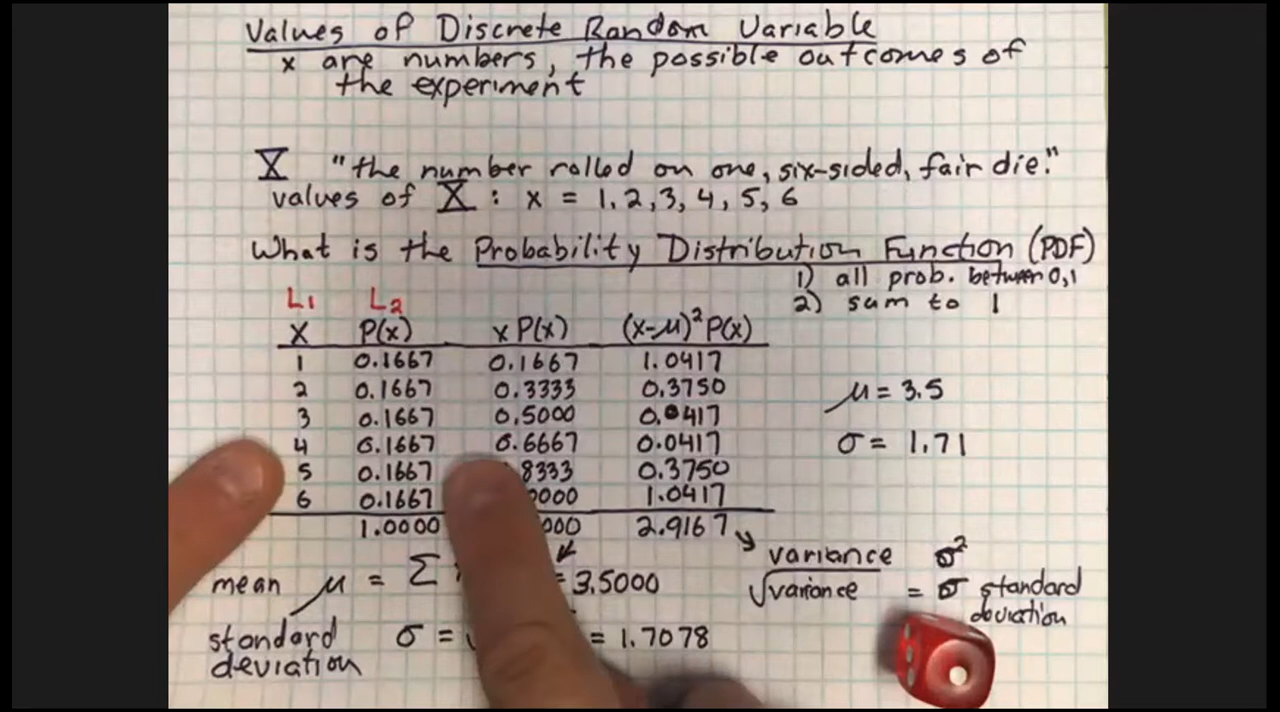 Values of Discrete Random Variable
x are numbers, the possible outcomes of
the experiment
X "the number rolled on one, six-sided, fair die."
values of X : x = 1, 2, 3, 4, 5, 6
What is the Probability Distribution Function (PDF)
1) all prob. between 0,1
2) sum to 1
L1 L2
X P(x) x P(x) (x-μ)² P(x)
1 0.1667 0.1667 1.0417
2 0.1667 0.3333 0.3750
3 0.1667 0.5000 0.0417
4 0.1667 0.6667 0.0417
5 0.1667 .8333 0.3750
6 0.1667 0000 1.0417
1.0000 000 2.9167
μ = 3.5
σ = 1.71
variance σ²
√variance = σ standard
deviation
mean μ = Σ = 3.5000
standard
deviation σ = √ = 1.7078